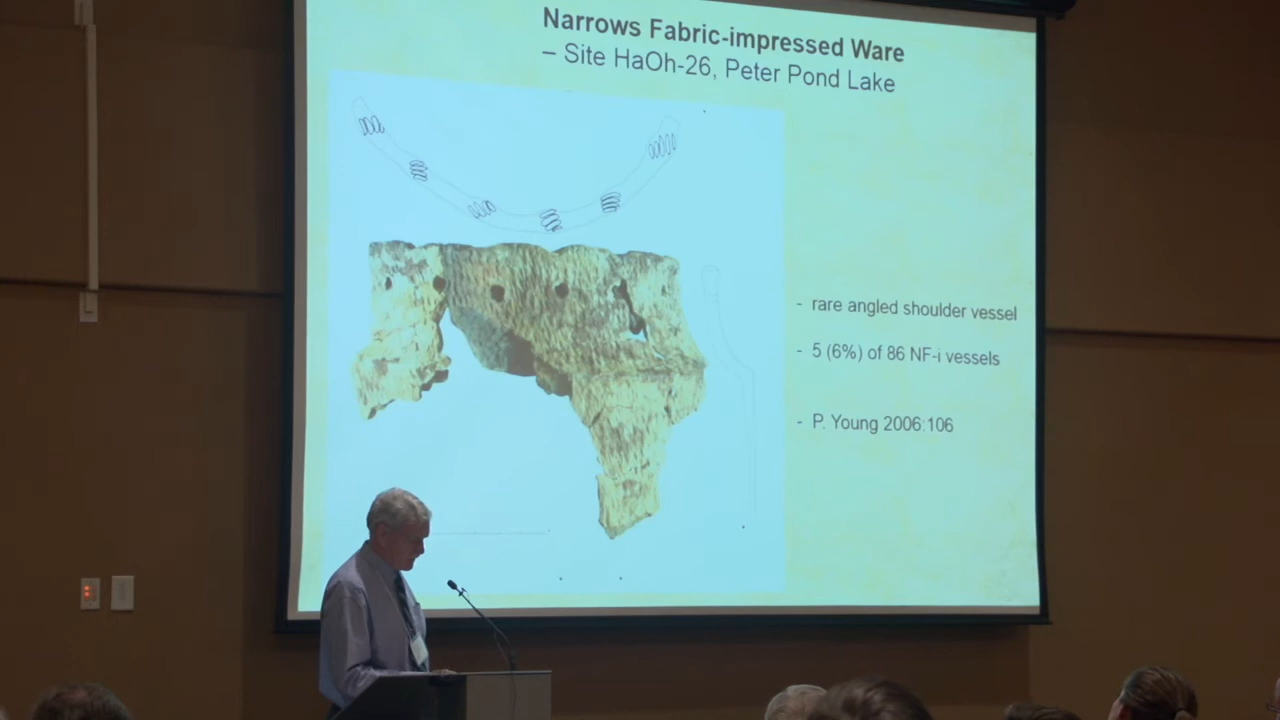 Narrows Fabric-impressed Ware
– Site HaOh-26, Peter Pond Lake
- rare angled shoulder vessel
- 5 (6%) of 86 NF-i vessels
- P. Young 2006:106